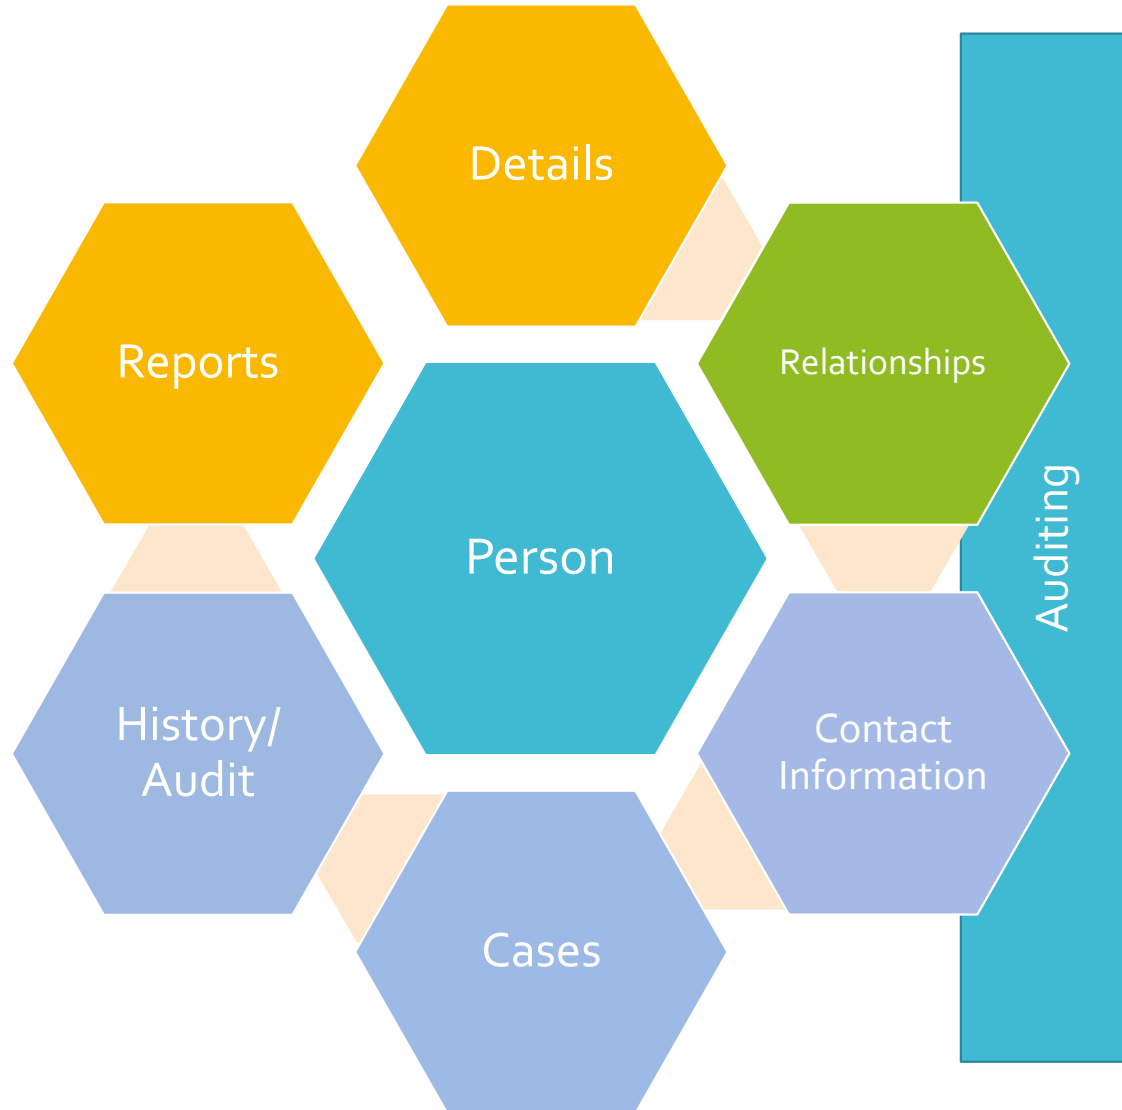 Details
Reports
Relationships
Person
Auditing
History/
Audit
Contact
Information
Cases